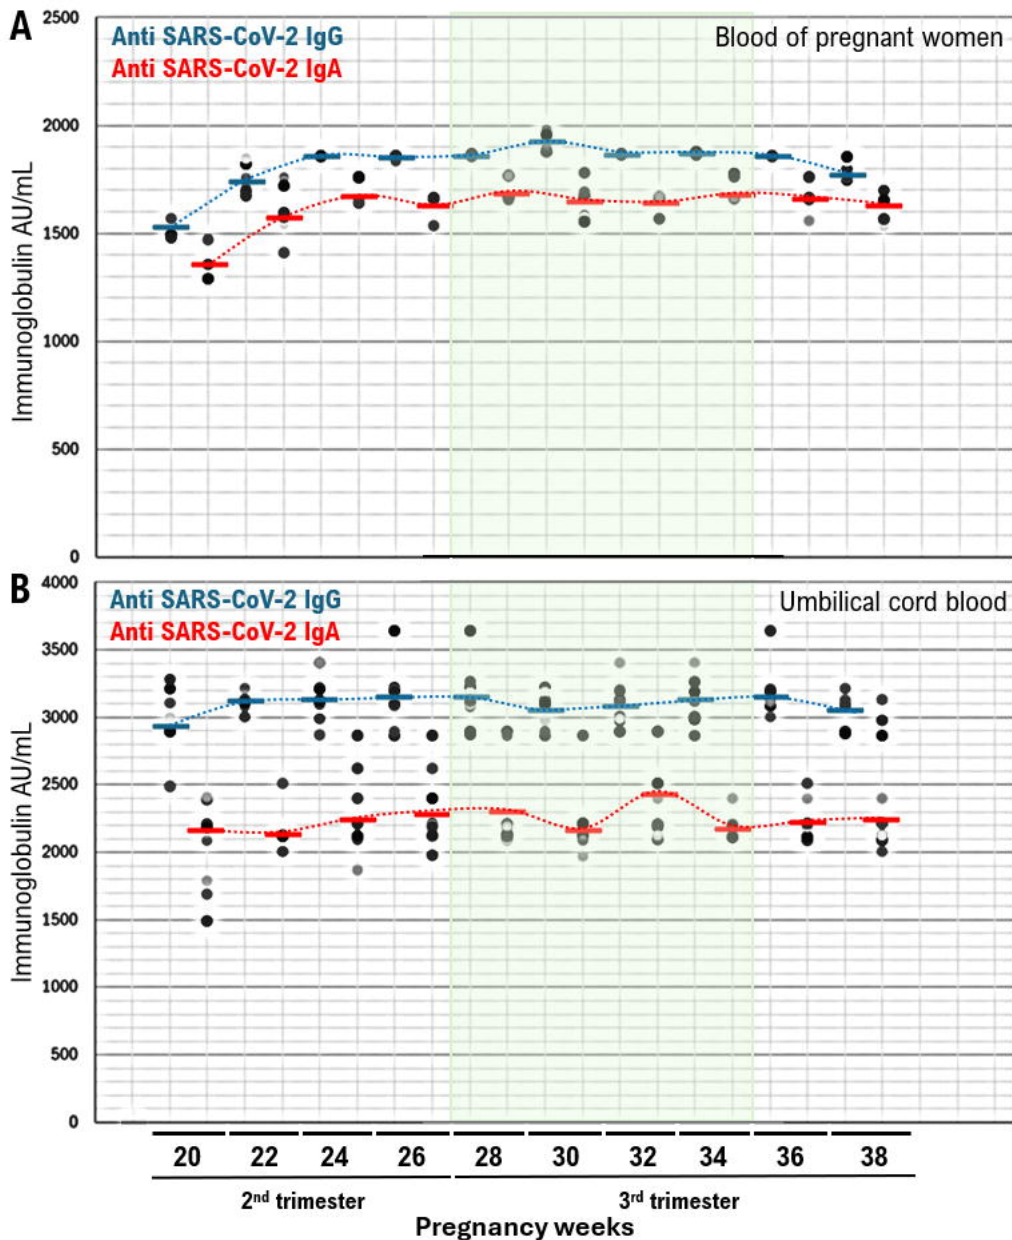 A
Anti SARS-CoV-2 IgG
Anti SARS-CoV-2 IgA
Blood of pregnant women
Immunoglobulin AU/mL
2500
2000
1500
1000
500
0
B
Anti SARS-CoV-2 IgG
Anti SARS-CoV-2 IgA
Umbilical cord blood
Immunoglobulin AU/mL
4000
3500
3000
2500
2000
1500
1000
500
0
20 22 24 26 28 30 32 34 36 38
2nd trimester 3rd trimester
Pregnancy weeks